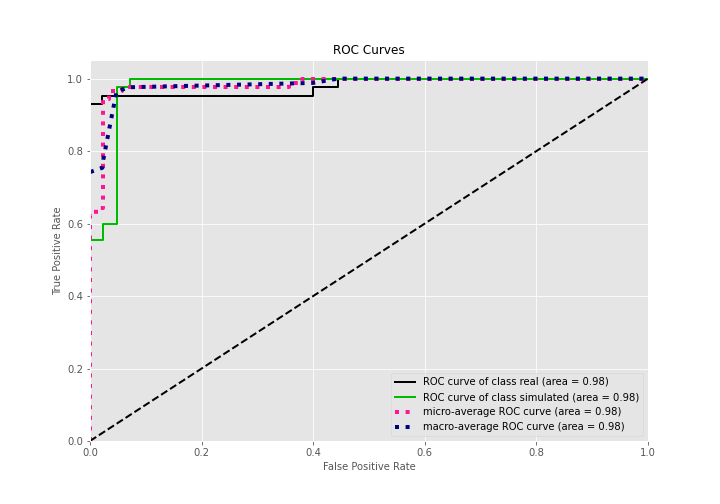 ROC Curves
1.0
0.8
0.6
0.4
0.2
0.0
True Positive Rate
0.0 0.2 0.4 0.6 0.8 1.0
False Positive Rate
ROC curve of class real (area = 0.98)
ROC curve of class simulated (area = 0.98)
micro-average ROC curve (area = 0.98)
macro-average ROC curve (area = 0.98)